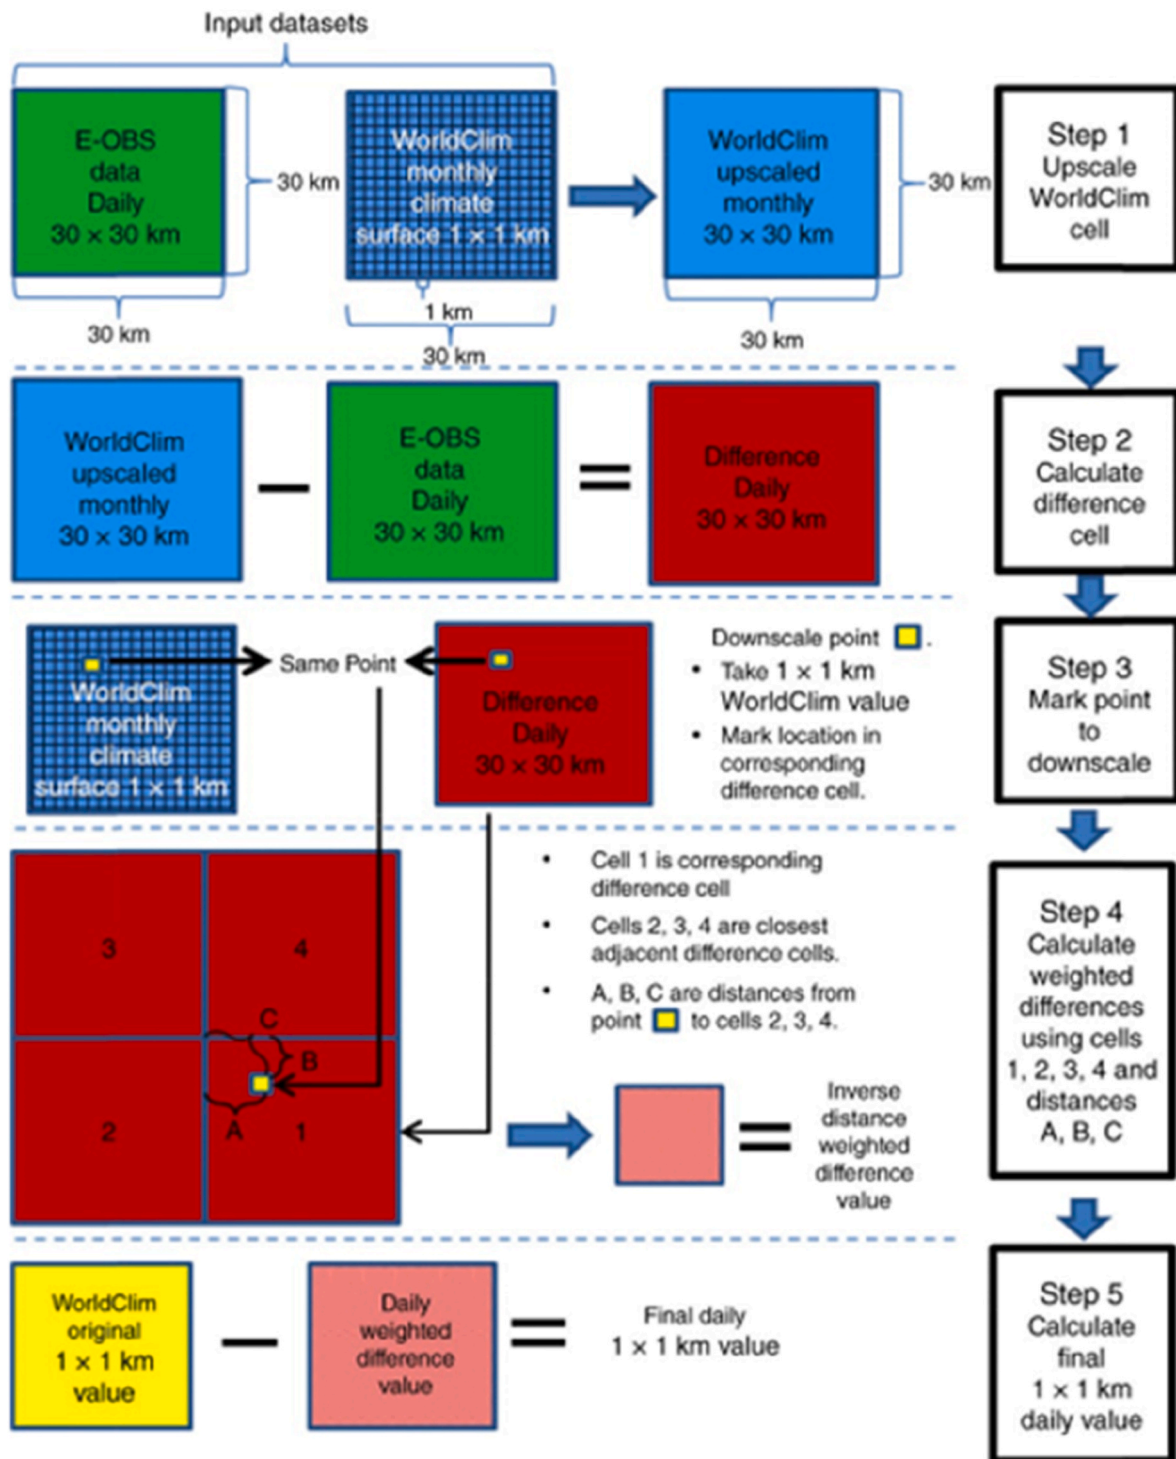 Input datasets
E-OBS
data
Daily
30 × 30 km
30 km
30 km
WorldClim
monthly
climate
surface 1 × 1 km
1 km
30 km
WorldClim
upscaled
monthly
30 × 30 km
30 km
30 km
Step 1
Upscale
WorldClim
cell
WorldClim
upscaled
monthly
30 × 30 km
E-OBS
data
Daily
30 × 30 km
Difference
Daily
30 × 30 km
Step 2
Calculate
difference
cell
WorldClim
monthly
climate
surface 1 × 1 km
Same Point
Difference
Daily
30 × 30 km
Downscale point .
• Take 1 × 1 km
WorldClim value
• Mark location in
corresponding
difference cell.
Step 3
Mark point
to
downscale
3
4
C
B
A
2
1
• Cell 1 is corresponding
difference cell
• Cells 2, 3, 4 are closest
adjacent difference cells.
• A, B, C are distances from
point to cells 2, 3, 4.
Inverse
distance
weighted
difference
value
Step 4
Calculate
weighted
differences
using cells
1, 2, 3, 4 and
distances
A, B, C
WorldClim
original
1 × 1 km
value
Daily
weighted
difference
value
Final daily
1 × 1 km value
Step 5
Calculate
final
1 × 1 km
daily value